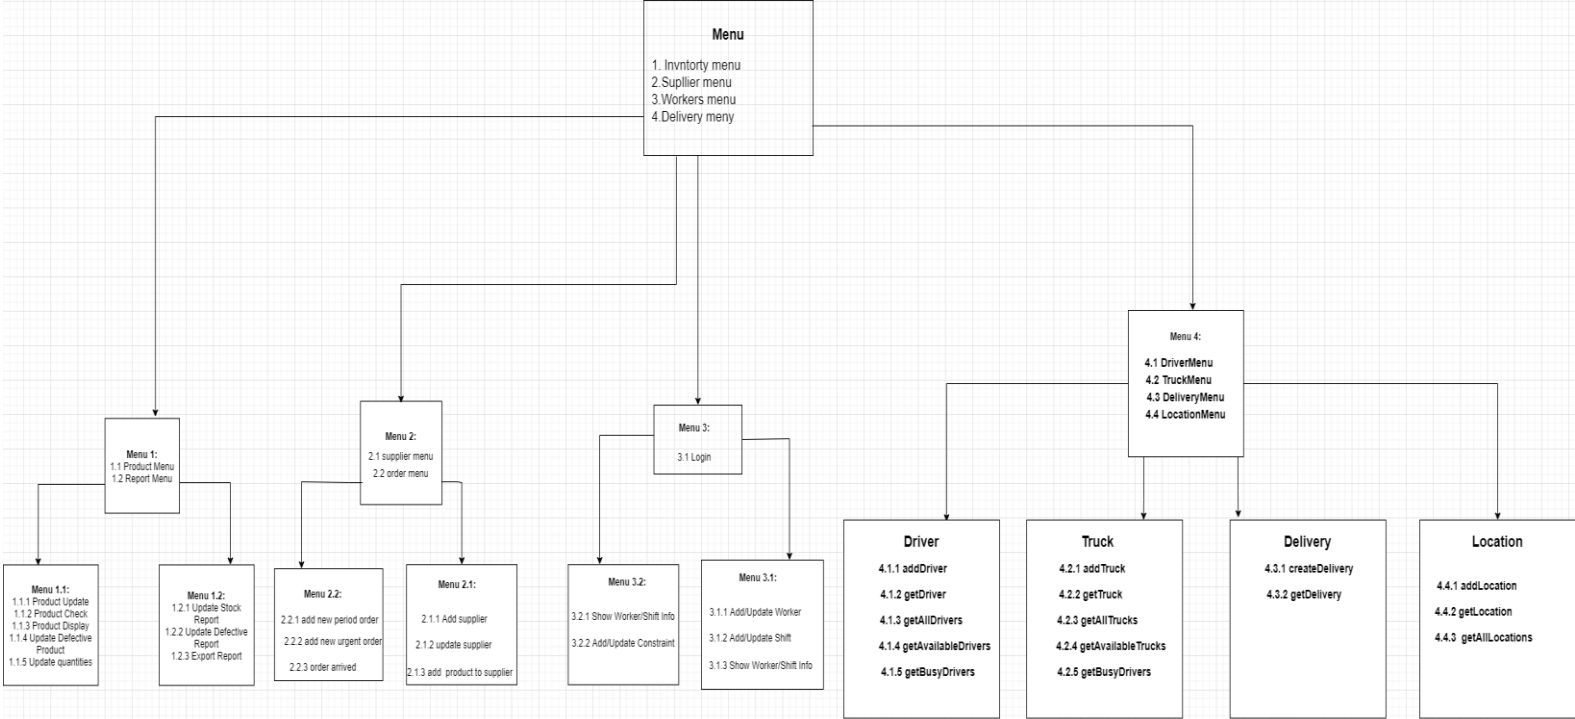 Menu
1. Invntorty menu
2.Supllier menu
3.Workers menu
4.Delivery meny
Menu 1:
1.1 Product Menu
1.2 Report Menu
Menu 2:
2.1 supplier menu
2.2 order menu
Menu 3:
3.1 Login
Menu 4:
4.1 DriverMenu
4.2 TruckMenu
4.3 DeliveryMenu
4.4 LocationMenu
Menu 1.1:
1.1.1 Product Update
1.1.2 Product Check
1.1.3 Product Display
1.1.4 Update Defective
Product
1.1.5 Update quantities
Menu 1.2:
1.2.1 Update Stock
Report
1.2.2 Update Defective
Report
1.2.3 Export Report
Menu 2.2:
2.2.1 add new period order
2.2.2 add new urgent order
2.2.3 order arrived
Menu 2.1:
2.1.1 Add supplier
2.1.2 update supplier
2.1.3 add product to supplier
Menu 3.2:
3.2.1 Show Worker/Shift Info
3.2.2 Add/Update Constraint
Menu 3.1:
3.1.1 Add/Update Worker
3.1.2 Add/Update Shift
3.1.3 Show Worker/Shift Info
Driver
4.1.1 addDriver
4.1.2 getDriver
4.1.3 getAllDrivers
4.1.4 getAvailableDrivers
4.1.5 getBusyDrivers
Truck
4.2.1 addTruck
4.2.2 getTruck
4.2.3 getAllTrucks
4.2.4 getAvailableTrucks
4.2.5 getBusyDrivers
Delivery
4.3.1 createDelivery
4.3.2 getDelivery
Location
4.4.1 addLocation
4.4.2 getLocation
4.4.3 getAllLocations